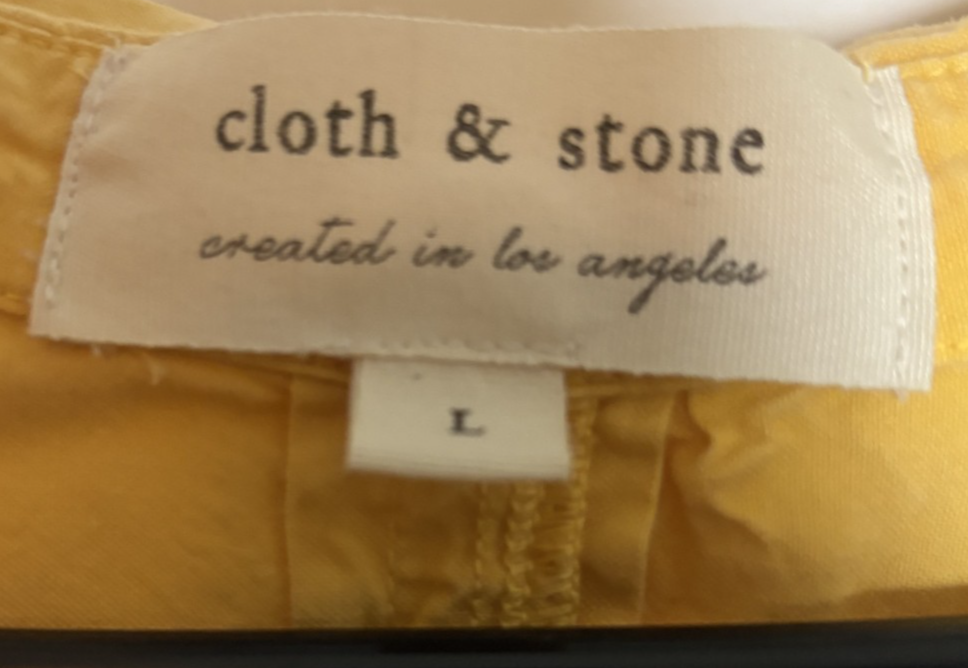 cloth & stone
created in los angeles
L